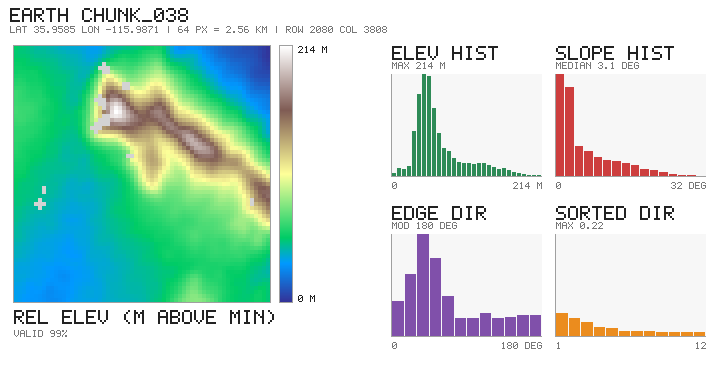 EARTH CHUNK_038
LAT 35.9585 LON -115.9871 | 64 PX = 2.56 KM | ROW 2080 COL 3808
214 M
0 M
REL ELEV (M ABOVE MIN)
VALID 99%
ELEV HIST
MAX 214 M
0
214 M
SLOPE HIST
MEDIAN 3.1 DEG
0
32 DEG
EDGE DIR
MOD 180 DEG
0
180 DEG
SORTED DIR
MAX 0.22
1
12